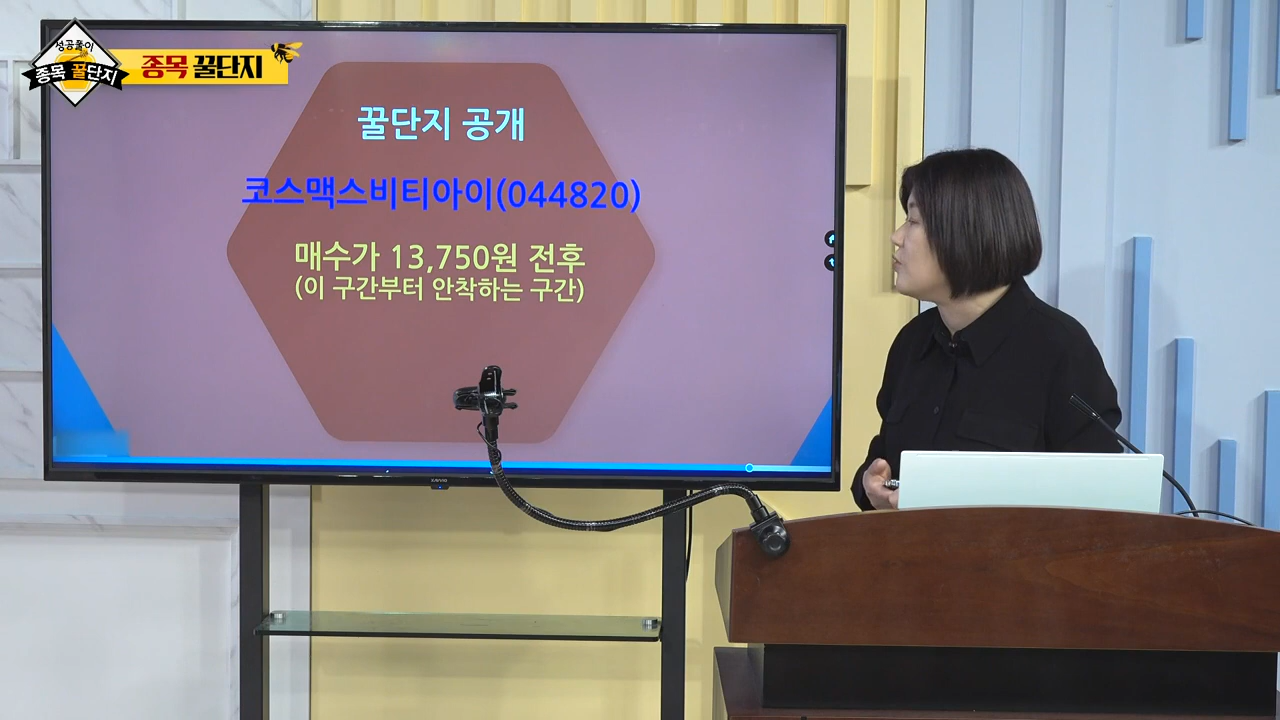 성공풀이
종목 꿀단지
종목 꿀단지
꿀단지 공개
코스맥스비티아이(044820)
매수가 13,750원 전후
(이 구간부터 안착하는 구간)